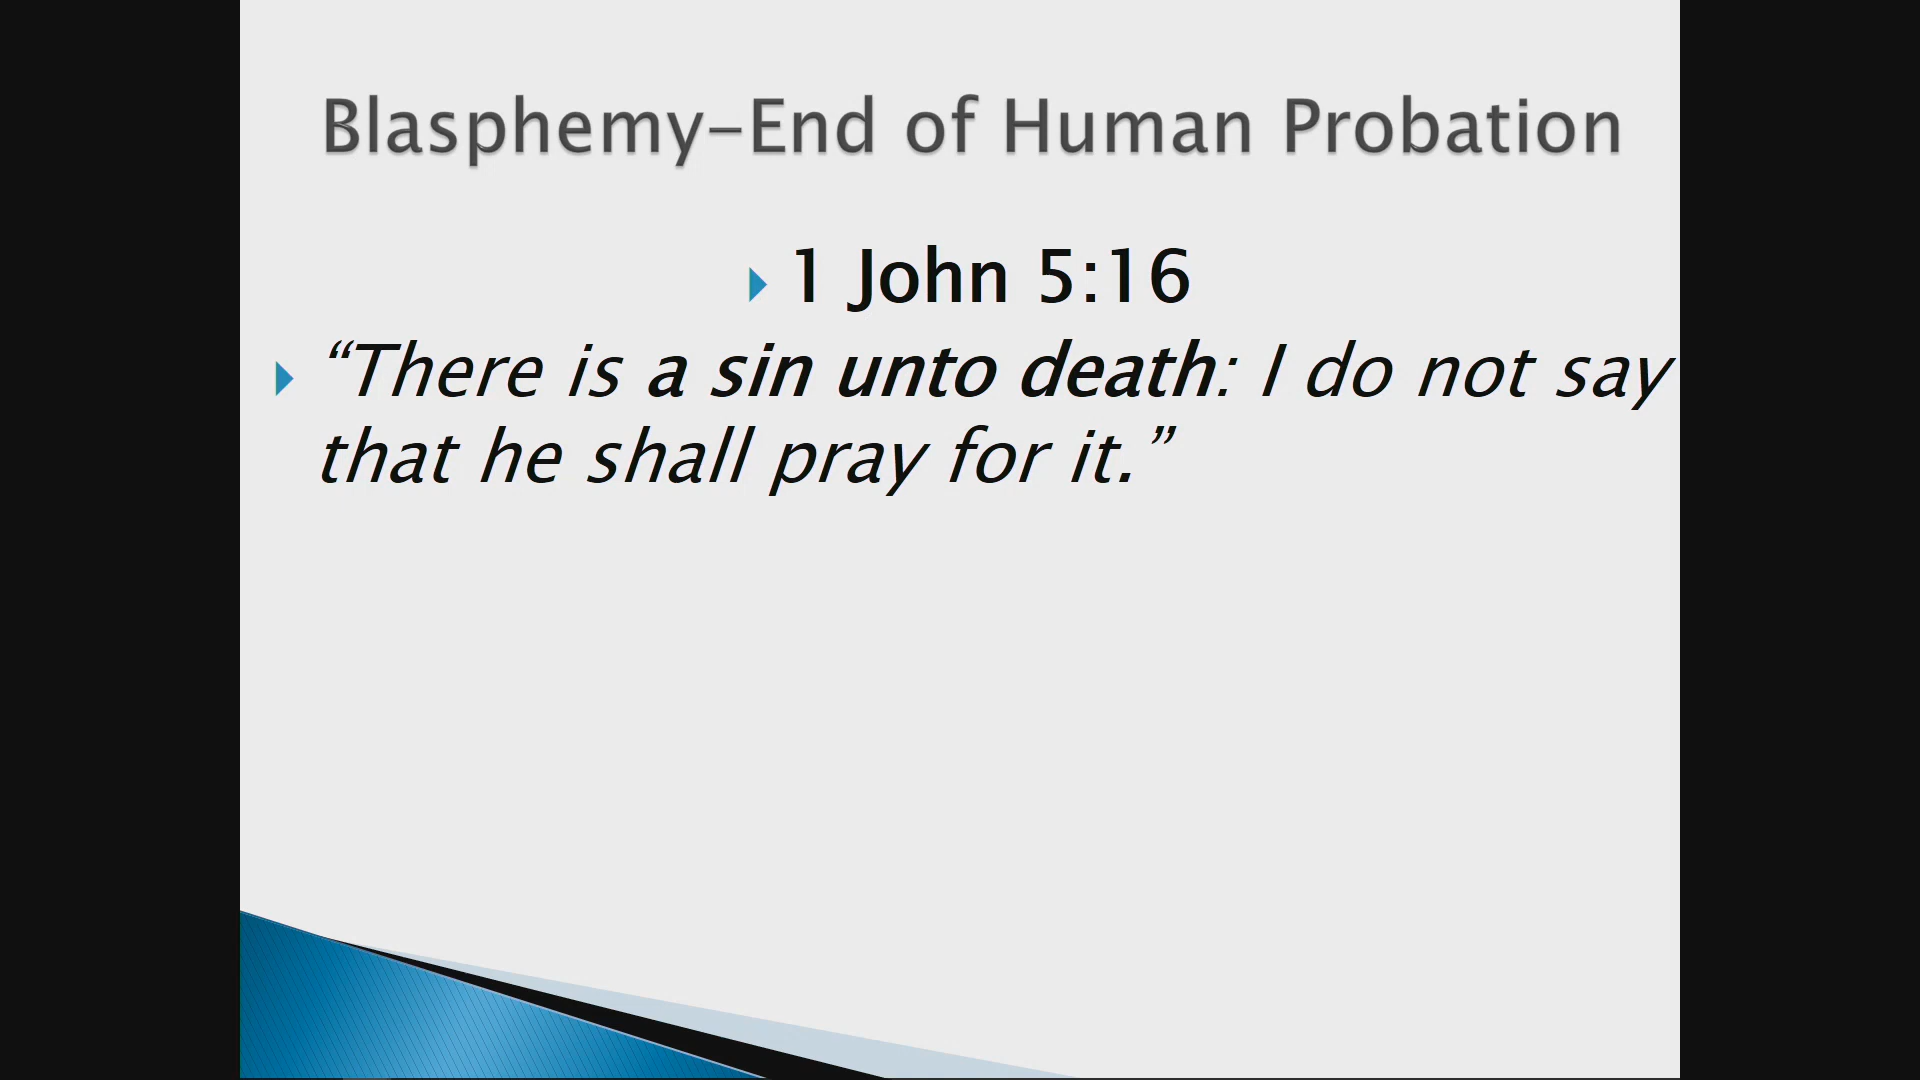 Blasphemy-End of Human Probation
1 John 5:16
“There is a sin unto death: I do not say
that he shall pray for it.”